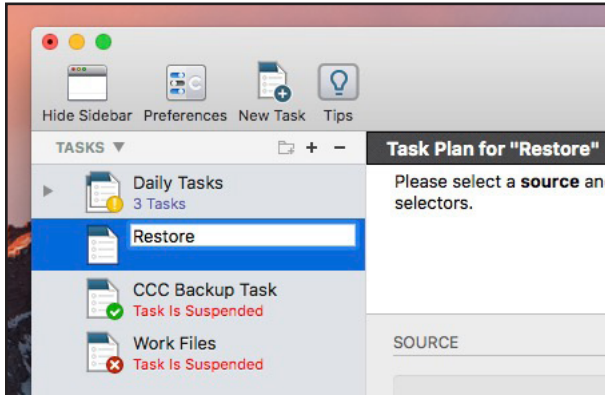 Hide Sidebar Preferences New Task Tips
TASKS ▼ + −
Task Plan for "Restore"
Daily Tasks
3 Tasks
Please select a source and
selectors.
Restore
CCC Backup Task
Task Is Suspended
Work Files
Task Is Suspended
SOURCE